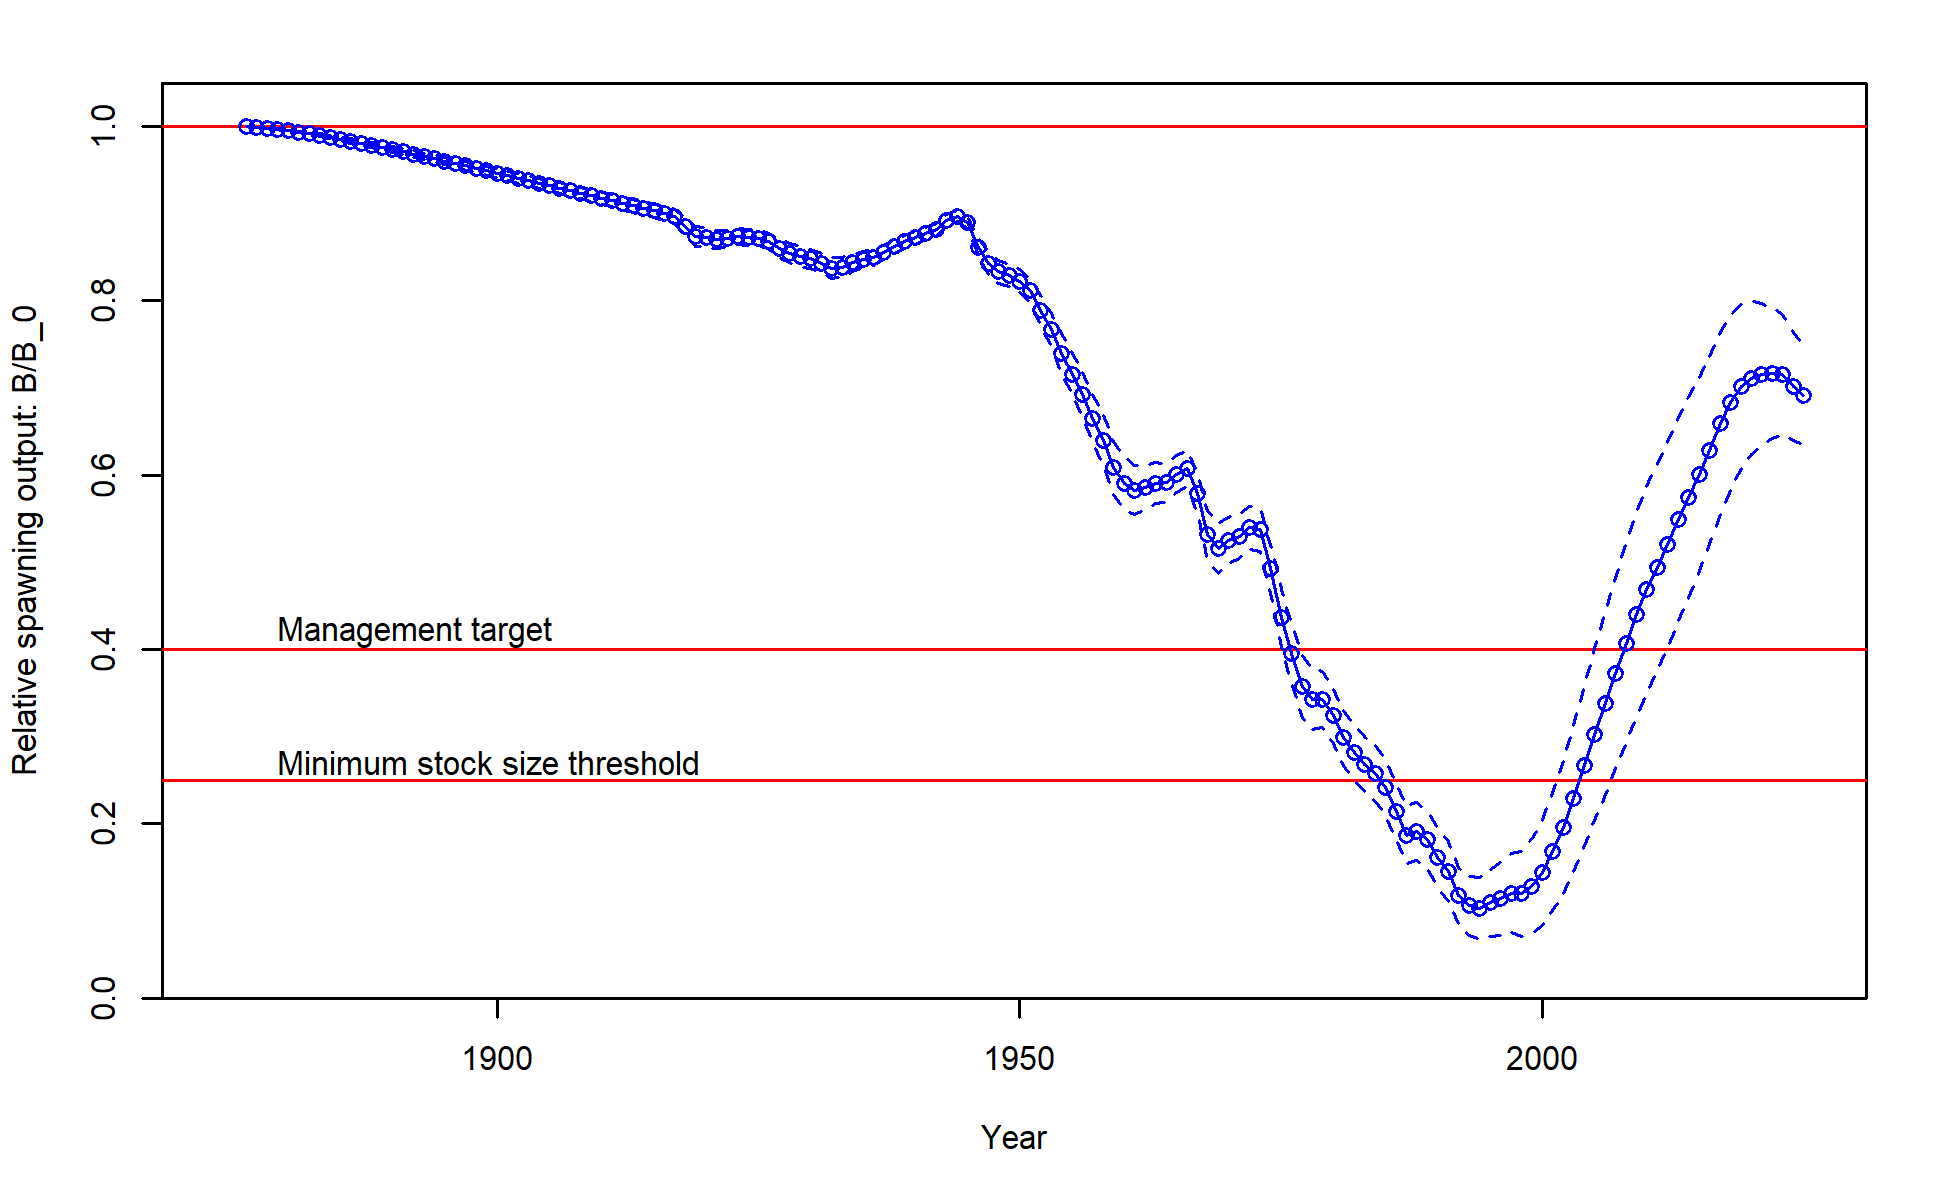 Relative spawning output: B/B_0
1.0
0.8
0.6
0.4
0.2
0.0
Management target
Minimum stock size threshold
1900 1950 2000
Year